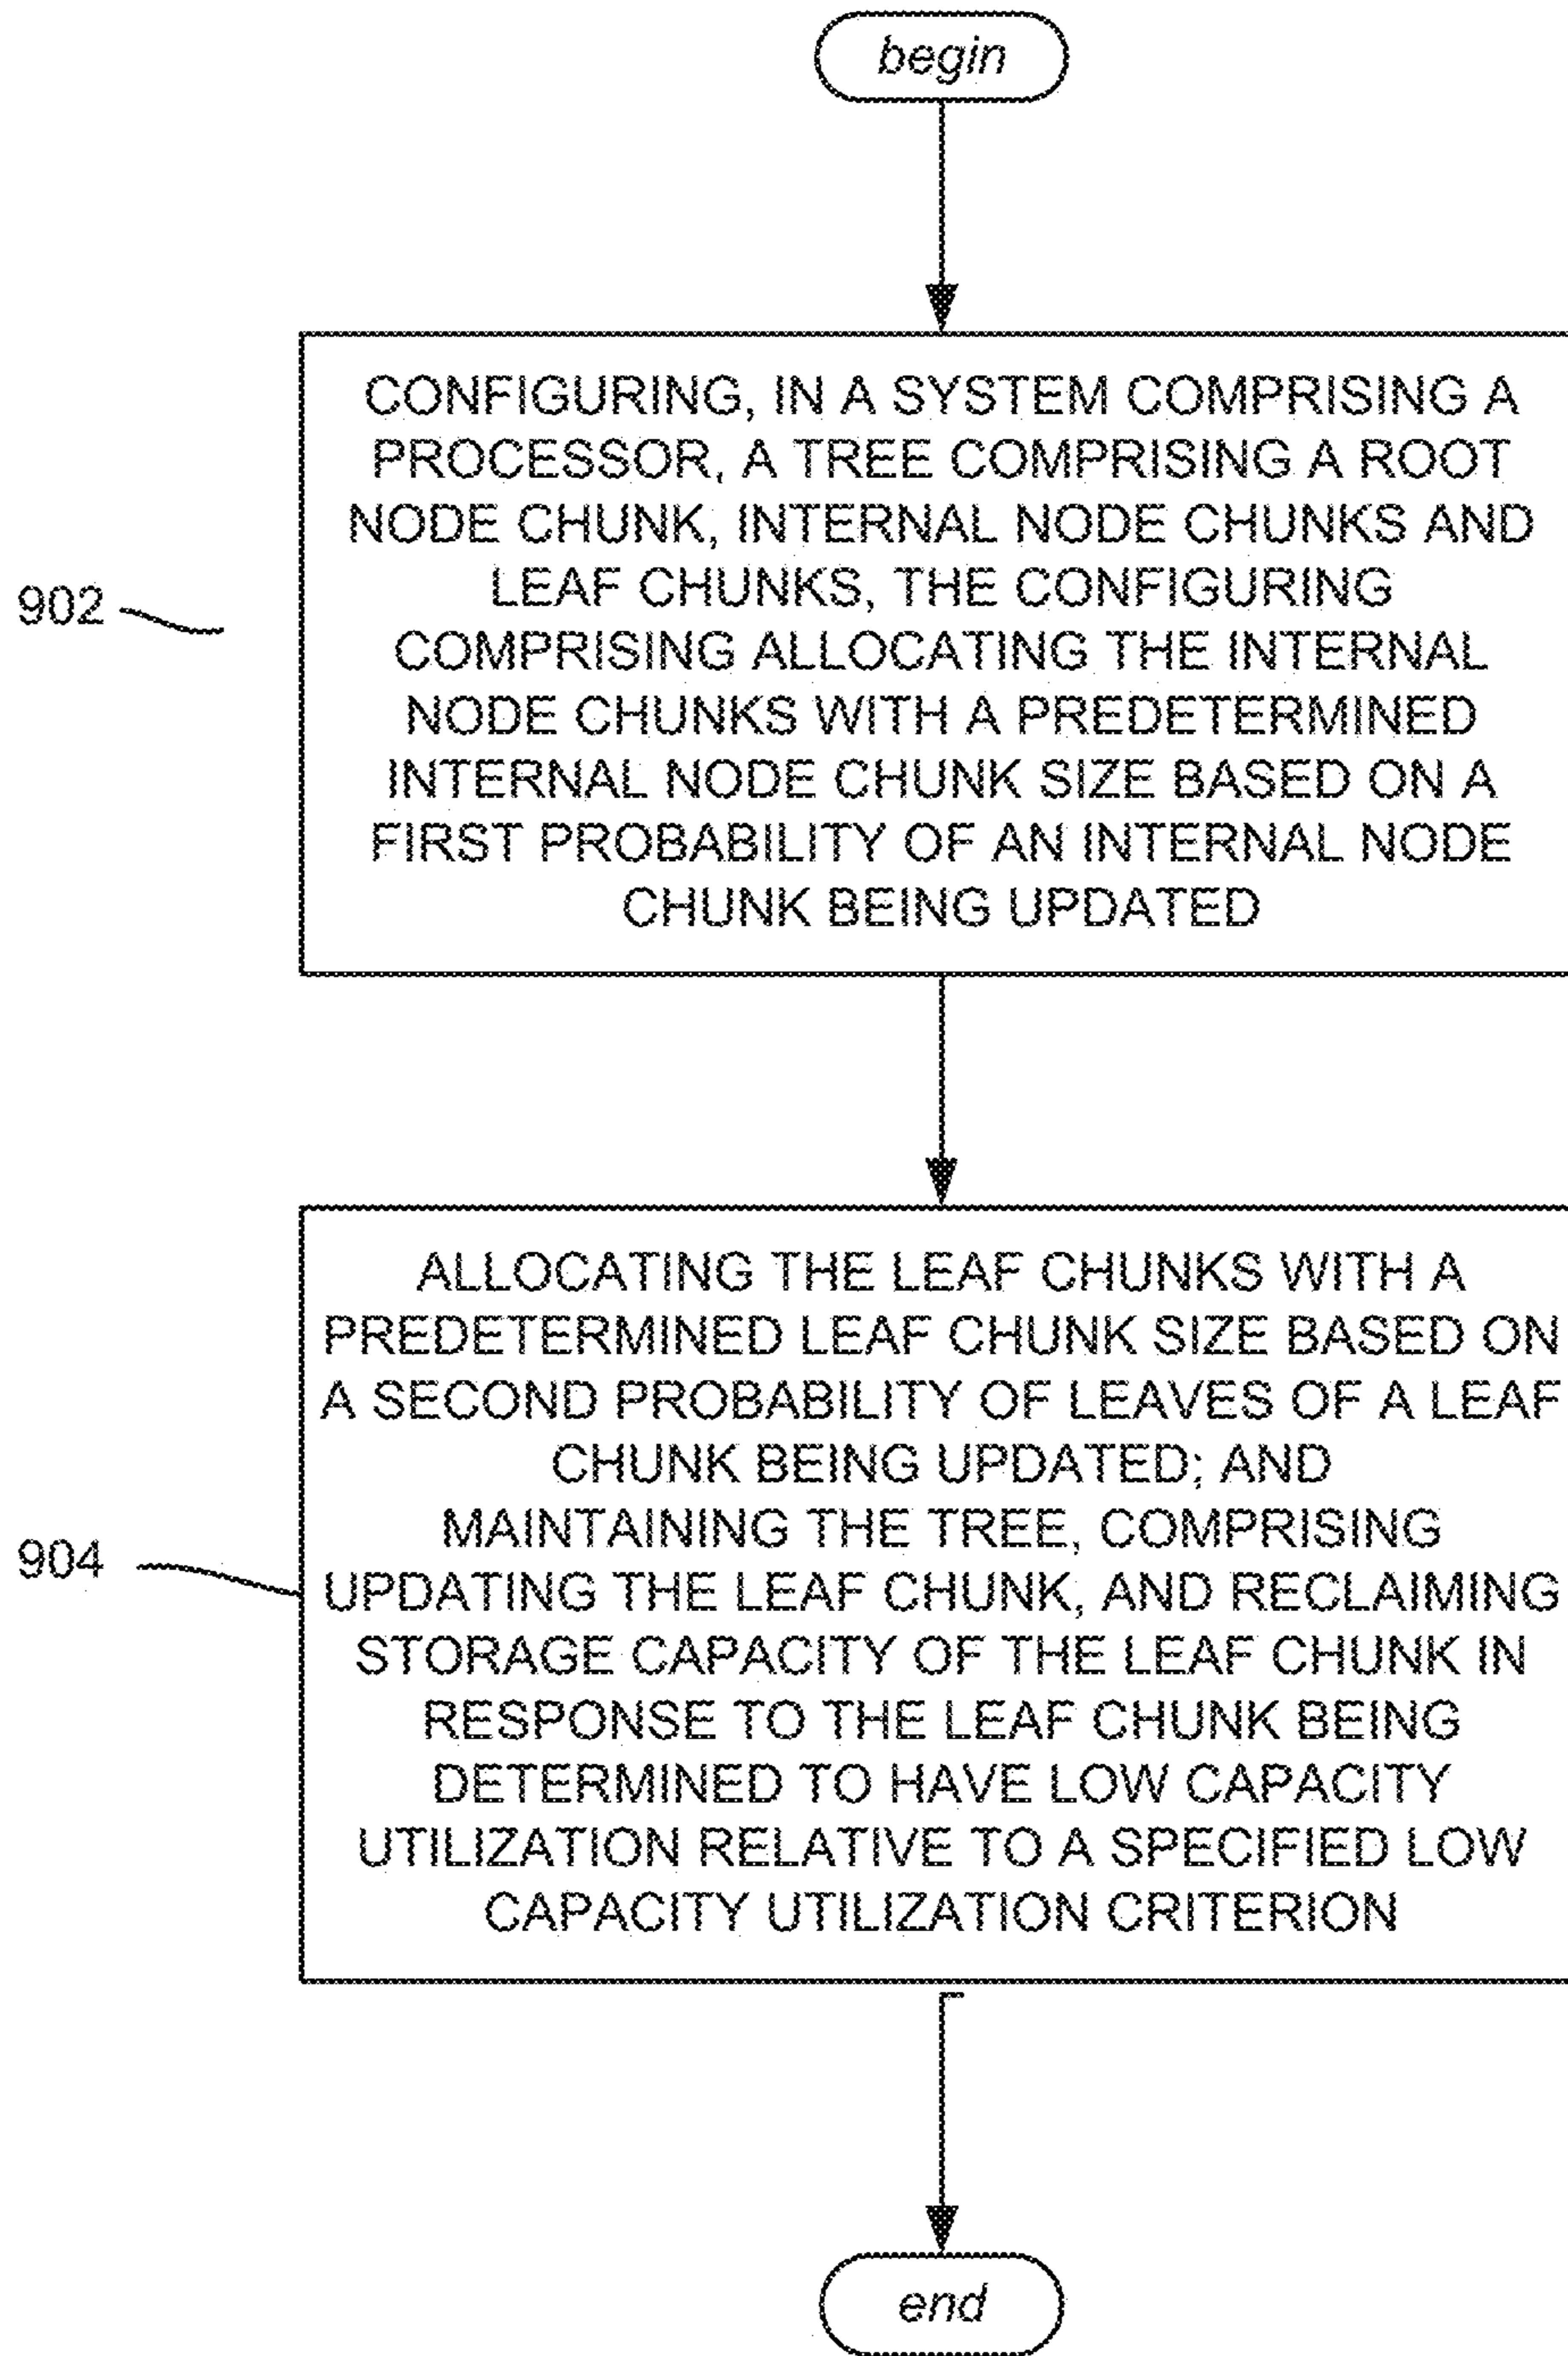 begin
CONFIGURING, IN A SYSTEM COMPRISING A
PROCESSOR, A TREE COMPRISING A ROOT
NODE CHUNK, INTERNAL NODE CHUNKS AND
LEAF CHUNKS, THE CONFIGURING
COMPRISING ALLOCATING THE INTERNAL
NODE CHUNKS WITH A PREDETERMINED
INTERNAL NODE CHUNK SIZE BASED ON A
FIRST PROBABILITY OF AN INTERNAL NODE
CHUNK BEING UPDATED
902
ALLOCATING THE LEAF CHUNKS WITH A
PREDETERMINED LEAF CHUNK SIZE BASED ON
A SECOND PROBABILITY OF LEAVES OF A LEAF
CHUNK BEING UPDATED; AND
MAINTAINING THE TREE, COMPRISING
UPDATING THE LEAF CHUNK, AND RECLAIMING
STORAGE CAPACITY OF THE LEAF CHUNK IN
RESPONSE TO THE LEAF CHUNK BEING
DETERMINED TO HAVE LOW CAPACITY
UTILIZATION RELATIVE TO A SPECIFIED LOW
CAPACITY UTILIZATION CRITERION
904
end